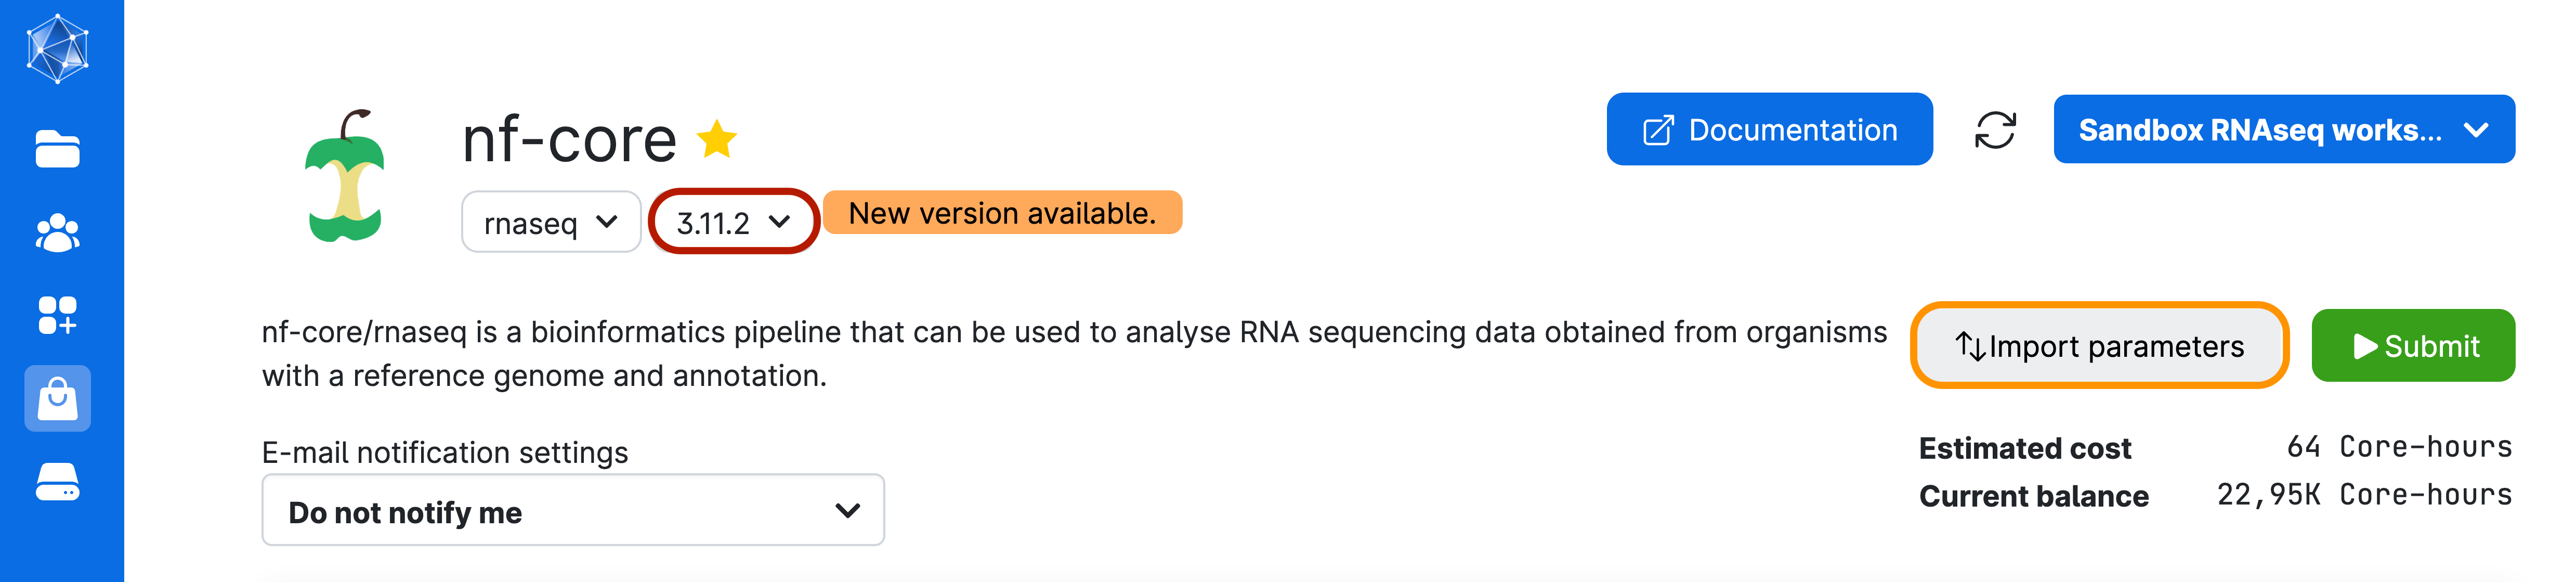 nf-core
Documentation
Sandbox RNAseq works...
rnaseq
3.11.2
New version available.
nf-core/rnaseq is a bioinformatics pipeline that can be used to analyse RNA sequencing data obtained from organisms
with a reference genome and annotation.
Import parameters
Submit
E-mail notification settings
Do not notify me
Estimated cost 64 Core-hours
Current balance 22,95K Core-hours